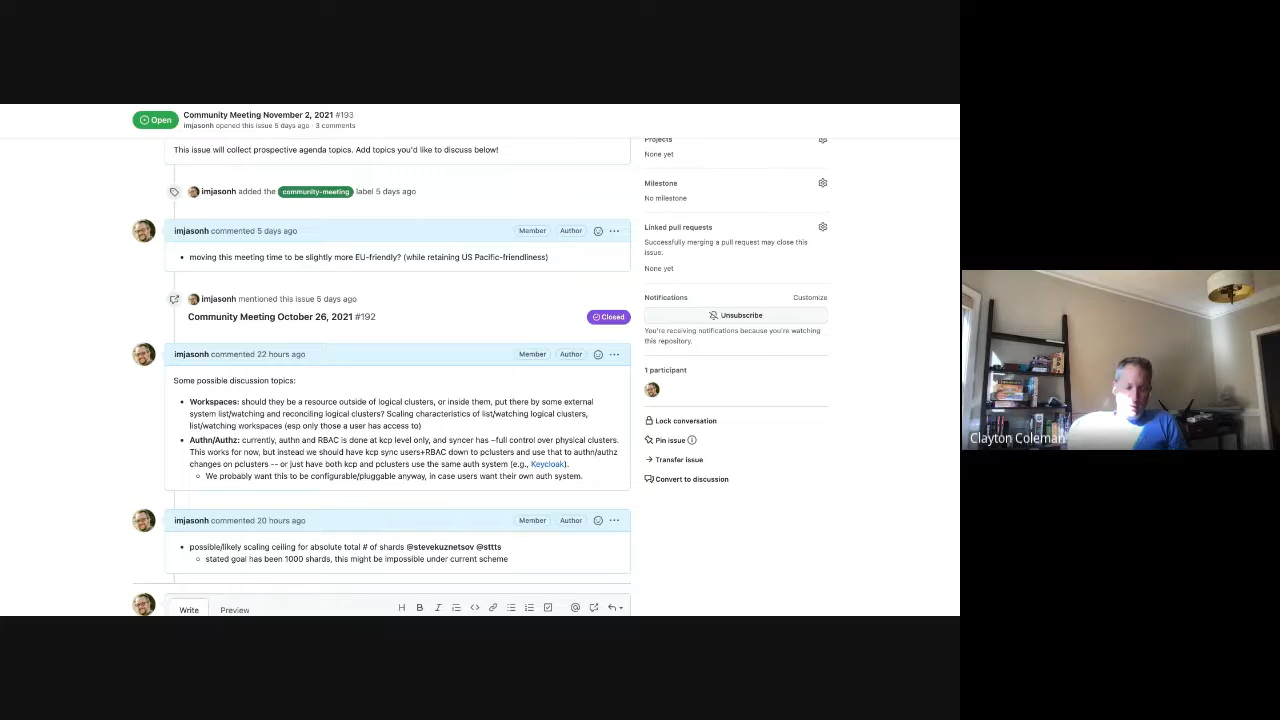 Open
Community Meeting November 2, 2021 #193
imjasonh opened this issue 5 days ago · 3 comments
This issue will collect prospective agenda topics. Add topics you'd like to discuss below!
imjasonh added the community-meeting label 5 days ago
imjasonh commented 5 days ago
Member
Author
• moving this meeting time to be slightly more EU-friendly? (while retaining US Pacific-friendliness)
imjasonh mentioned this issue 5 days ago
Community Meeting October 26, 2021 #192
Closed
imjasonh commented 22 hours ago
Member
Author
Some possible discussion topics:
• Workspaces: should they be a resource outside of logical clusters, or inside them, put there by some external
system list/watching and reconciling logical clusters? Scaling characteristics of list/watching logical clusters,
list/watching workspaces (esp only those a user has access to)
• Authn/Authz: currently, authn and RBAC is done at kcp level only, and syncer has ~full control over physical clusters.
This works for now, but instead we should have kcp sync users+RBAC down to pclusters and use that to authn/authz
changes on pclusters -- or just have both kcp and pclusters use the same auth system (e.g., Keycloak).
◦ We probably want this to be configurable/pluggable anyway, in case users want their own auth system.
imjasonh commented 20 hours ago
Member
Author
• possible/likely scaling ceiling for absolute total # of shards @stevekuznetsov @sttts
◦ stated goal has been 1000 shards, this might be impossible under current scheme
Write
Preview
Projects
None yet
Milestone
No milestone
Linked pull requests
Successfully merging a pull request may close this
issue.
None yet
Notifications
Customize
Unsubscribe
You're receiving notifications because you're watching
this repository.
1 participant
Lock conversation
Pin issue
Transfer issue
Convert to discussion
Clayton Coleman